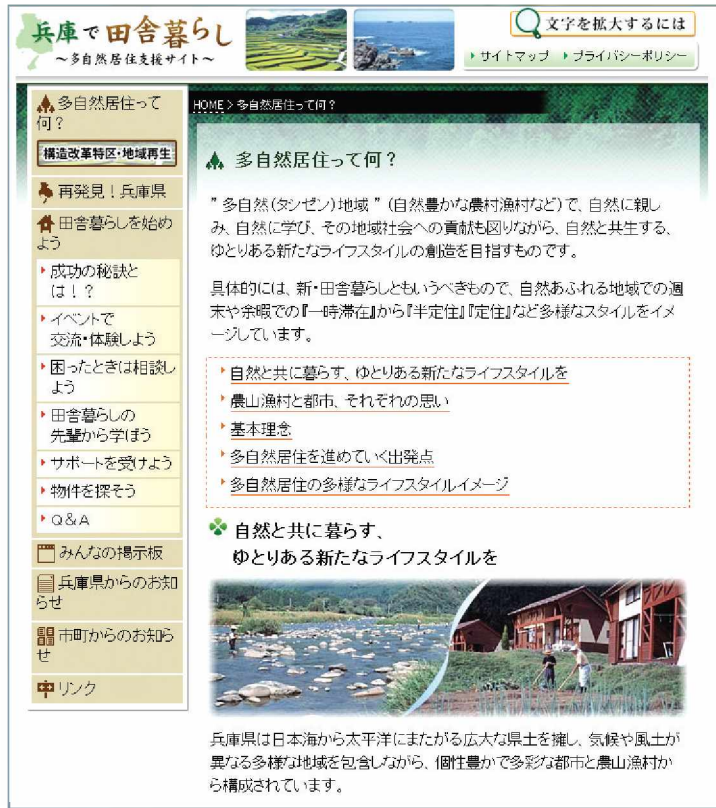 兵庫で田舎暮らし
～多自然居住支援サイト～
文字を拡大するには
サイトマップ
プライバシーポリシー
多自然居住って
何？
構造改革特区・地域再生
再発見！兵庫県
田舎暮らしを始め
よう
成功の秘訣と
は！？
イベントで
交流・体験しよう
困ったときは相談し
よう
田舎暮らしの
先輩から学ぼう
サポートを受けよう
物件を探そう
Q&A
みんなの掲示板
兵庫県からのお知
らせ
市町からのお知ら
せ
リンク
HOME > 多自然居住って何？
多自然居住って何？
”多自然（タシゼン）地域”（自然豊かな農村漁村など）で、自然に親し
み、自然に学び、その地域社会への貢献も図りながら、自然と共生する、
ゆとりある新たなライフスタイルの創造を目指すものです。
具体的には、新・田舎暮らしともいうべきもので、自然あふれる地域での週
末や余暇での『一時滞在』から『半定住』『定住』など多様なスタイルをイメ
ージしています。
自然と共に暮らす、ゆとりある新たなライフスタイルを
農山漁村と都市、それぞれの思い
基本理念
多自然居住を進めていく出発点
多自然居住の多様なライフスタイルイメージ
自然と共に暮らす、
ゆとりある新たなライフスタイルを
兵庫県は日本海から太平洋にまたがる広大な県土を擁し、気候や風土が
異なる多様な地域を包含しながら、個性豊かで多彩な都市と農山漁村か
ら構成されています。